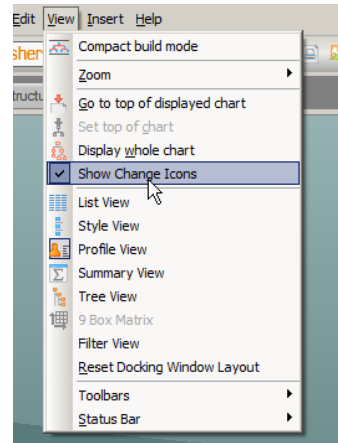 Edit View Insert Help
Compact build mode
Zoom
Go to top of displayed chart
Set top of chart
Display whole chart
Show Change Icons
List View
Style View
Profile View
Summary View
Tree View
9 Box Matrix
Filter View
Reset Docking Window Layout
Toolbars
Status Bar